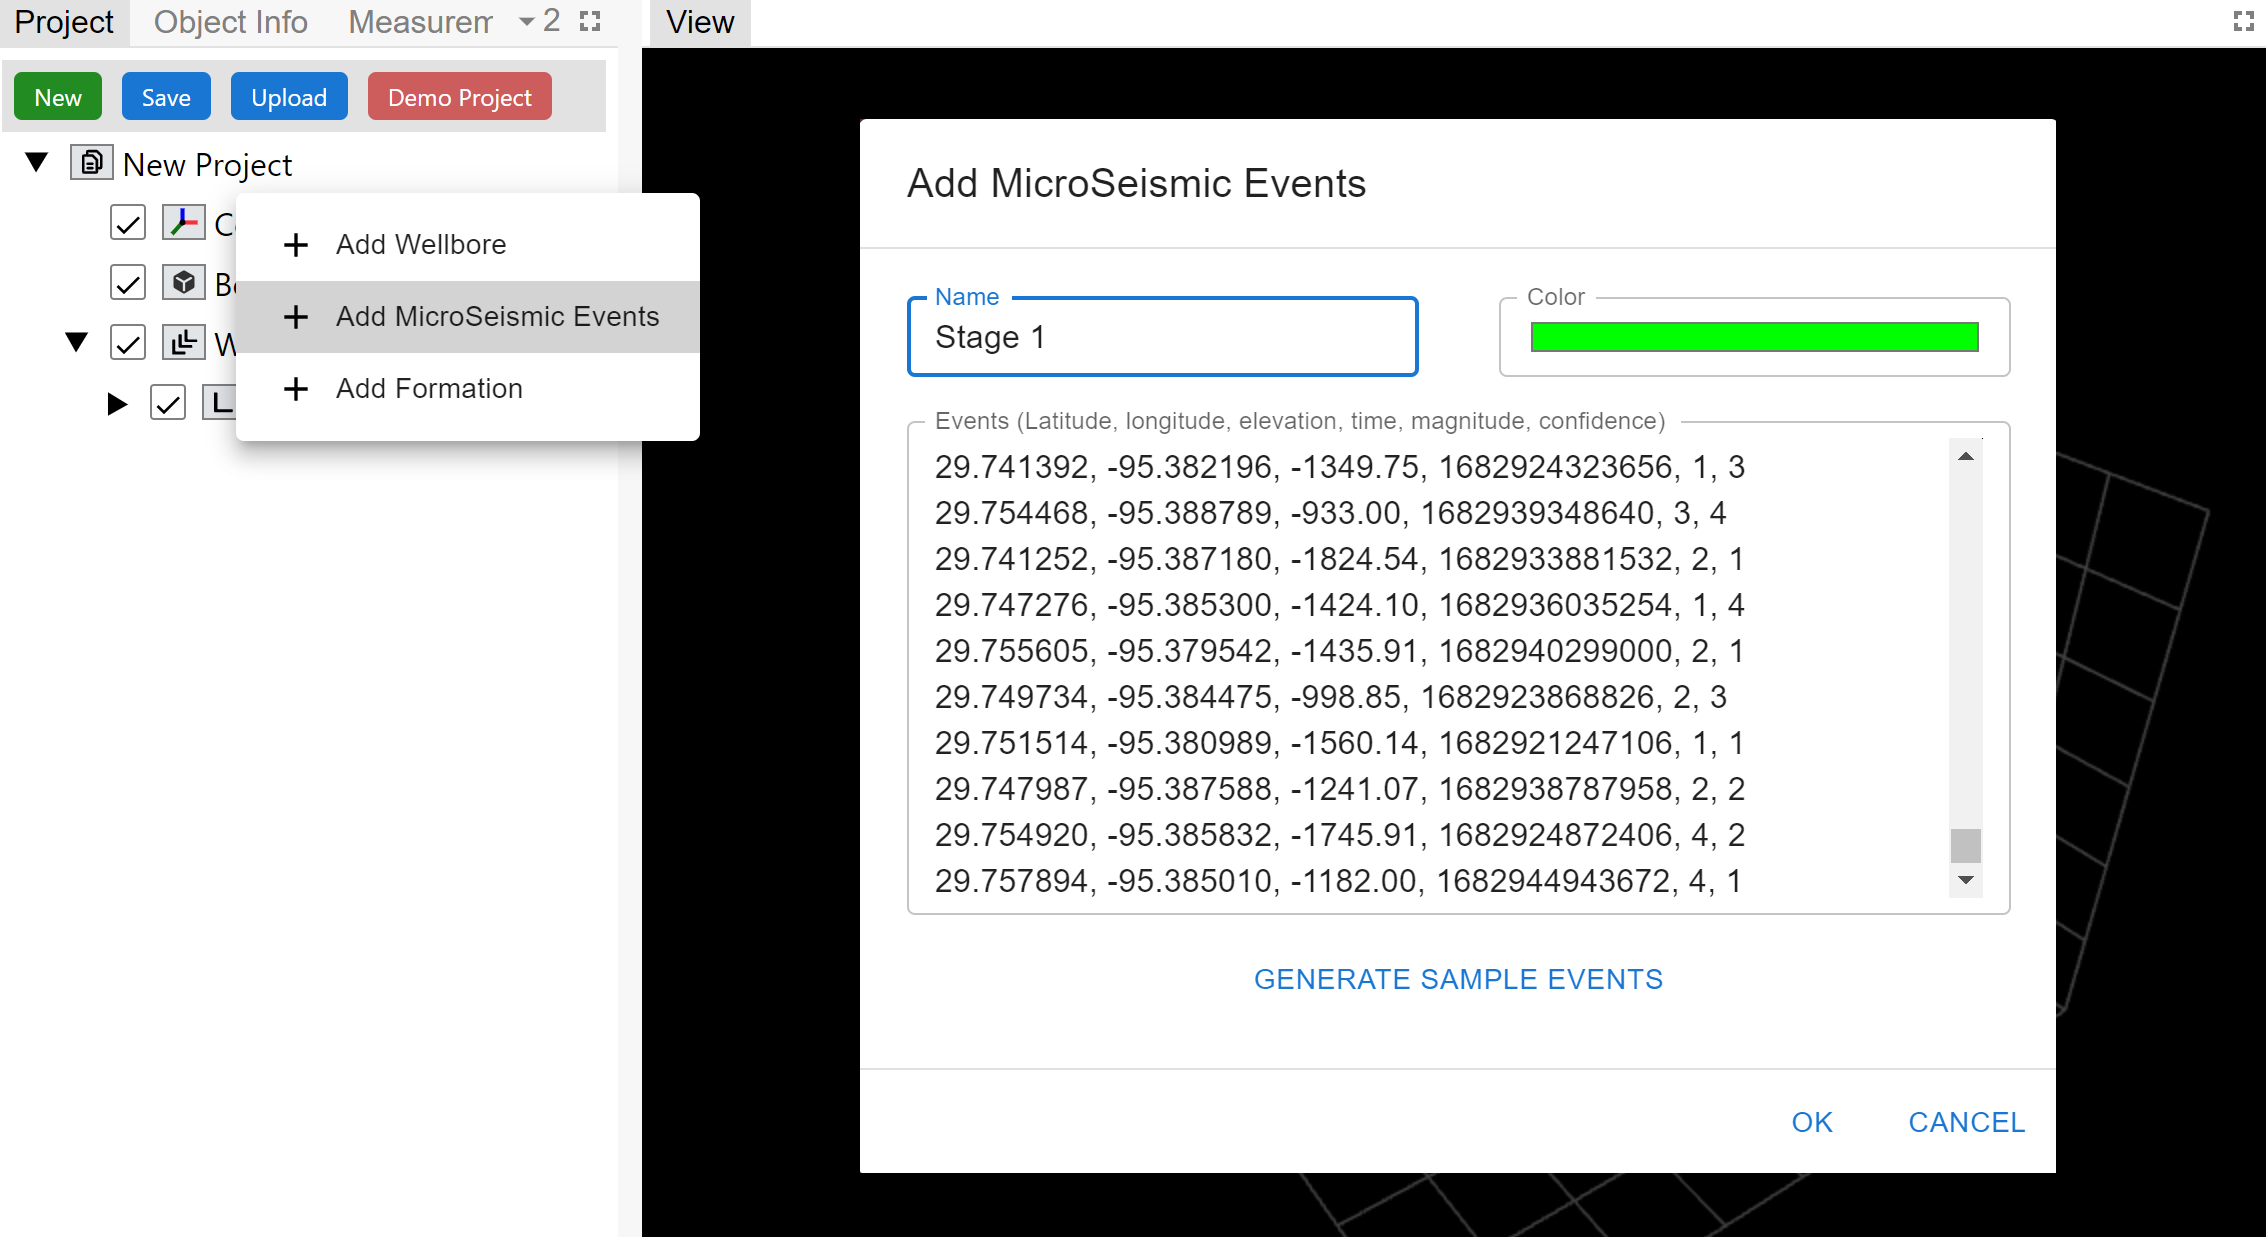 Project
Object Info
Measurem
2
View
New
Save
Upload
Demo Project
New Project
Add Wellbore
Add MicroSeismic Events
Add Formation
Add MicroSeismic Events
Name
Stage 1
Color
Events (Latitude, longitude, elevation, time, magnitude, confidence)
29.741392, -95.382196, -1349.75, 1682924323656, 1, 3
29.754468, -95.388789, -933.00, 1682939348640, 3, 4
29.741252, -95.387180, -1824.54, 1682933881532, 2, 1
29.747276, -95.385300, -1424.10, 1682936035254, 1, 4
29.755605, -95.379542, -1435.91, 1682940299000, 2, 1
29.749734, -95.384475, -998.85, 1682923868826, 2, 3
29.751514, -95.380989, -1560.14, 1682921247106, 1, 1
29.747987, -95.387588, -1241.07, 1682938787958, 2, 2
29.754920, -95.385832, -1745.91, 1682924872406, 4, 2
29.757894, -95.385010, -1182.00, 1682944943672, 4, 1
GENERATE SAMPLE EVENTS
OK
CANCEL